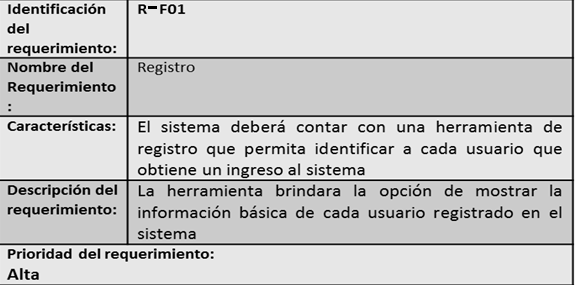 Identificación R-F01
del
requerimiento:
Nombre del Registro
Requerimiento
:
Características: El sistema deberá contar con una herramienta de
registro que permita identificar a cada usuario que
obtiene un ingreso al sistema
Descripción del La herramienta brindara la opción de mostrar la
requerimiento: información básica de cada usuario registrado en el
sistema
Prioridad del requerimiento:
Alta